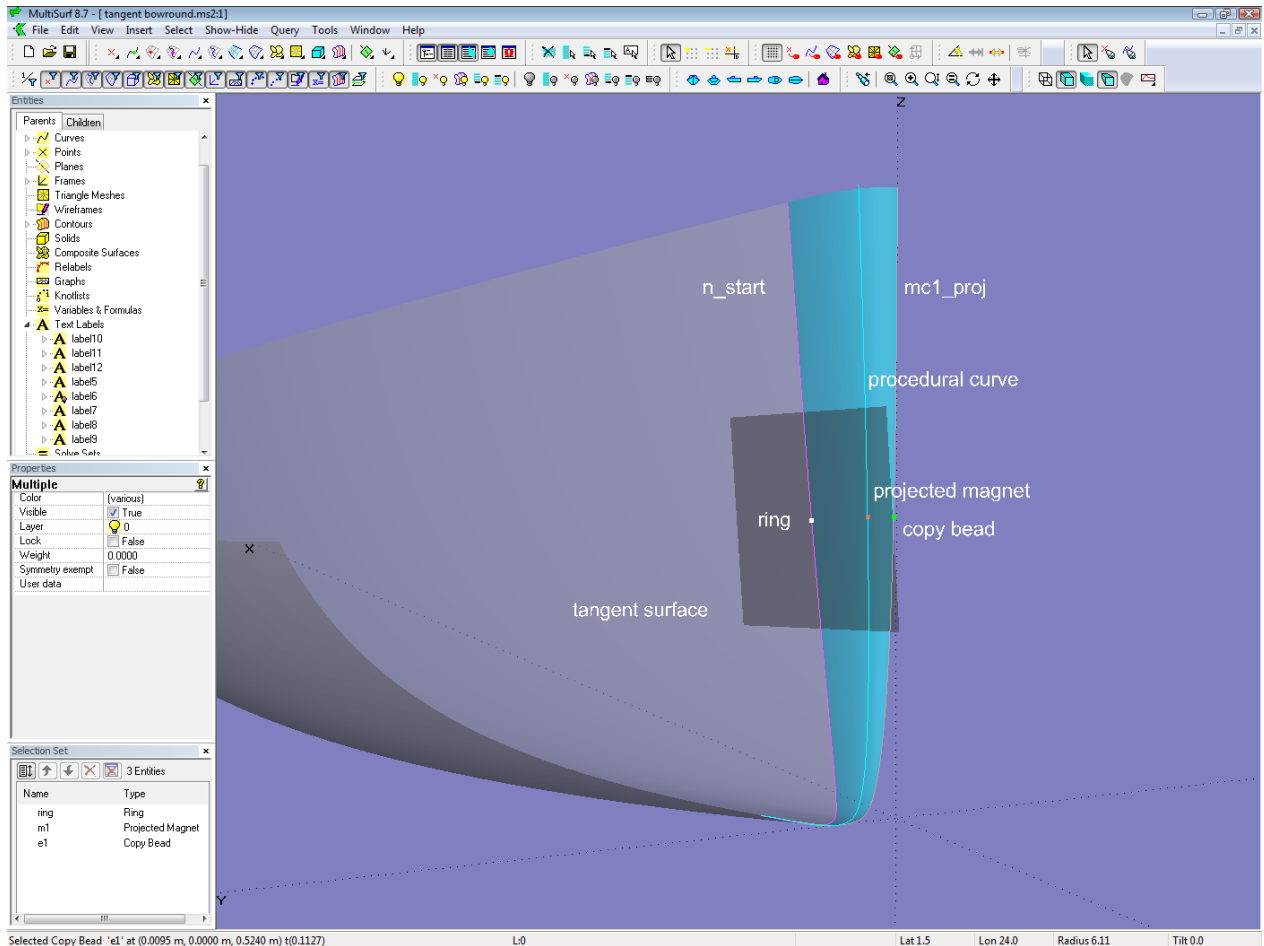 MultiSurf 8.7 - [ tangent bowround.ms2:1]
File Edit View Insert Select Show-Hide Query Tools Window Help
Entities
Parents Children
Curves
Points
Planes
Frames
Triangle Meshes
Wireframes
Contours
Solids
Composite Surfaces
Relabels
Graphs
Knotlists
Variables & Formulas
Text Labels
label10
label11
label12
label5
label6
label7
label8
label9
Solve Sets
Properties
Multiple
Color (various)
Visible True
Layer 0
Lock False
Weight 0.0000
Symmetry exempt False
User data
Selection Set
3 Entities
Name Type
ring Ring
m1 Projected Magnet
e1 Copy Bead
Z
n_start
mc1_proj
procedural curve
projected magnet
ring
copy bead
X
tangent surface
Y
Selected Copy Bead 'e1' at (0.0095 m, 0.0000 m, 0.5240 m) t(0.1127) L:0 Lat 1.5 Lon 24.0 Radius 6.11 Tilt 0.0